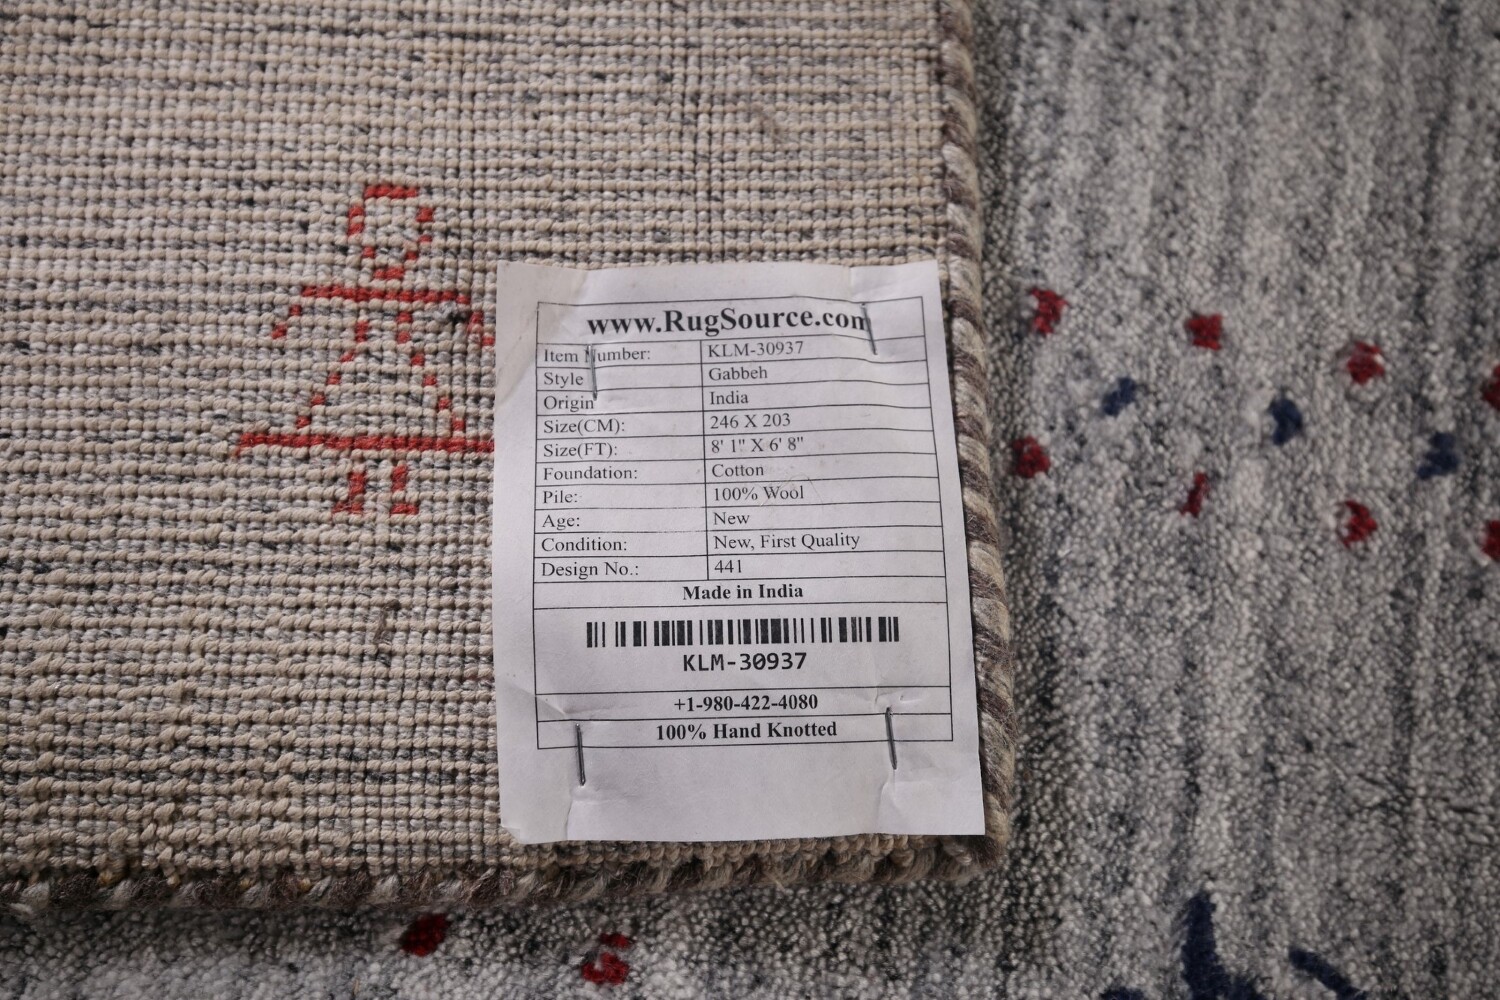 www.RugSource.com
Item Number: KLM-30937
Style Gabbeh
Origin India
Size(CM): 246 X 203
Size(FT): 8' 1" X 6' 8"
Foundation: Cotton
Pile: 100% Wool
Age: New
Condition: New, First Quality
Design No.: 441
Made in India
KLM-30937
+1-980-422-4080
100% Hand Knotted